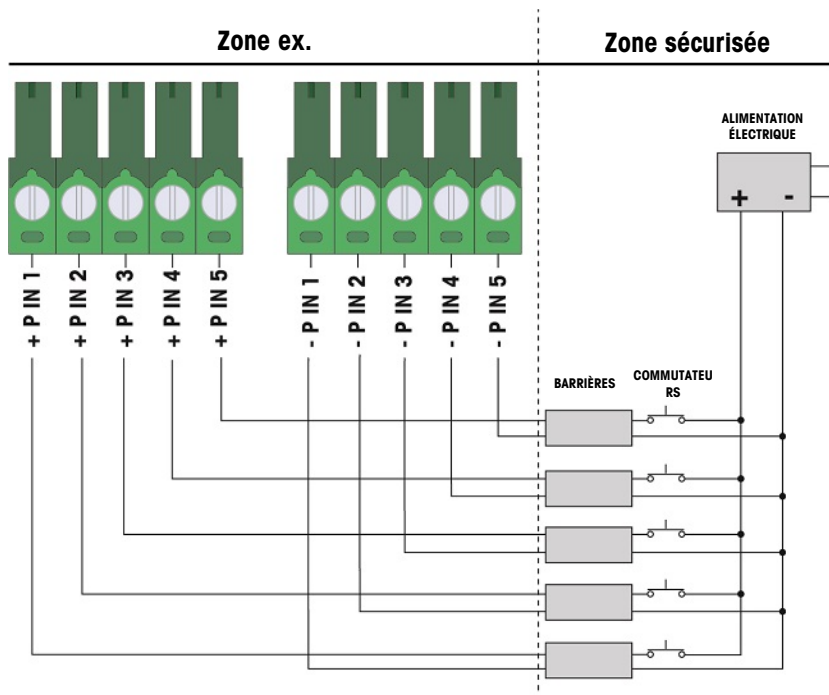 Zone ex.
Zone sécurisée
ALIMENTATION
ÉLECTRIQUE
+ -
+ P IN 1
+ P IN 2
+ P IN 3
+ P IN 4
+ P IN 5
- P IN 1
- P IN 2
- P IN 3
- P IN 4
- P IN 5
BARRIÈRES
COMMUTATEU
RS